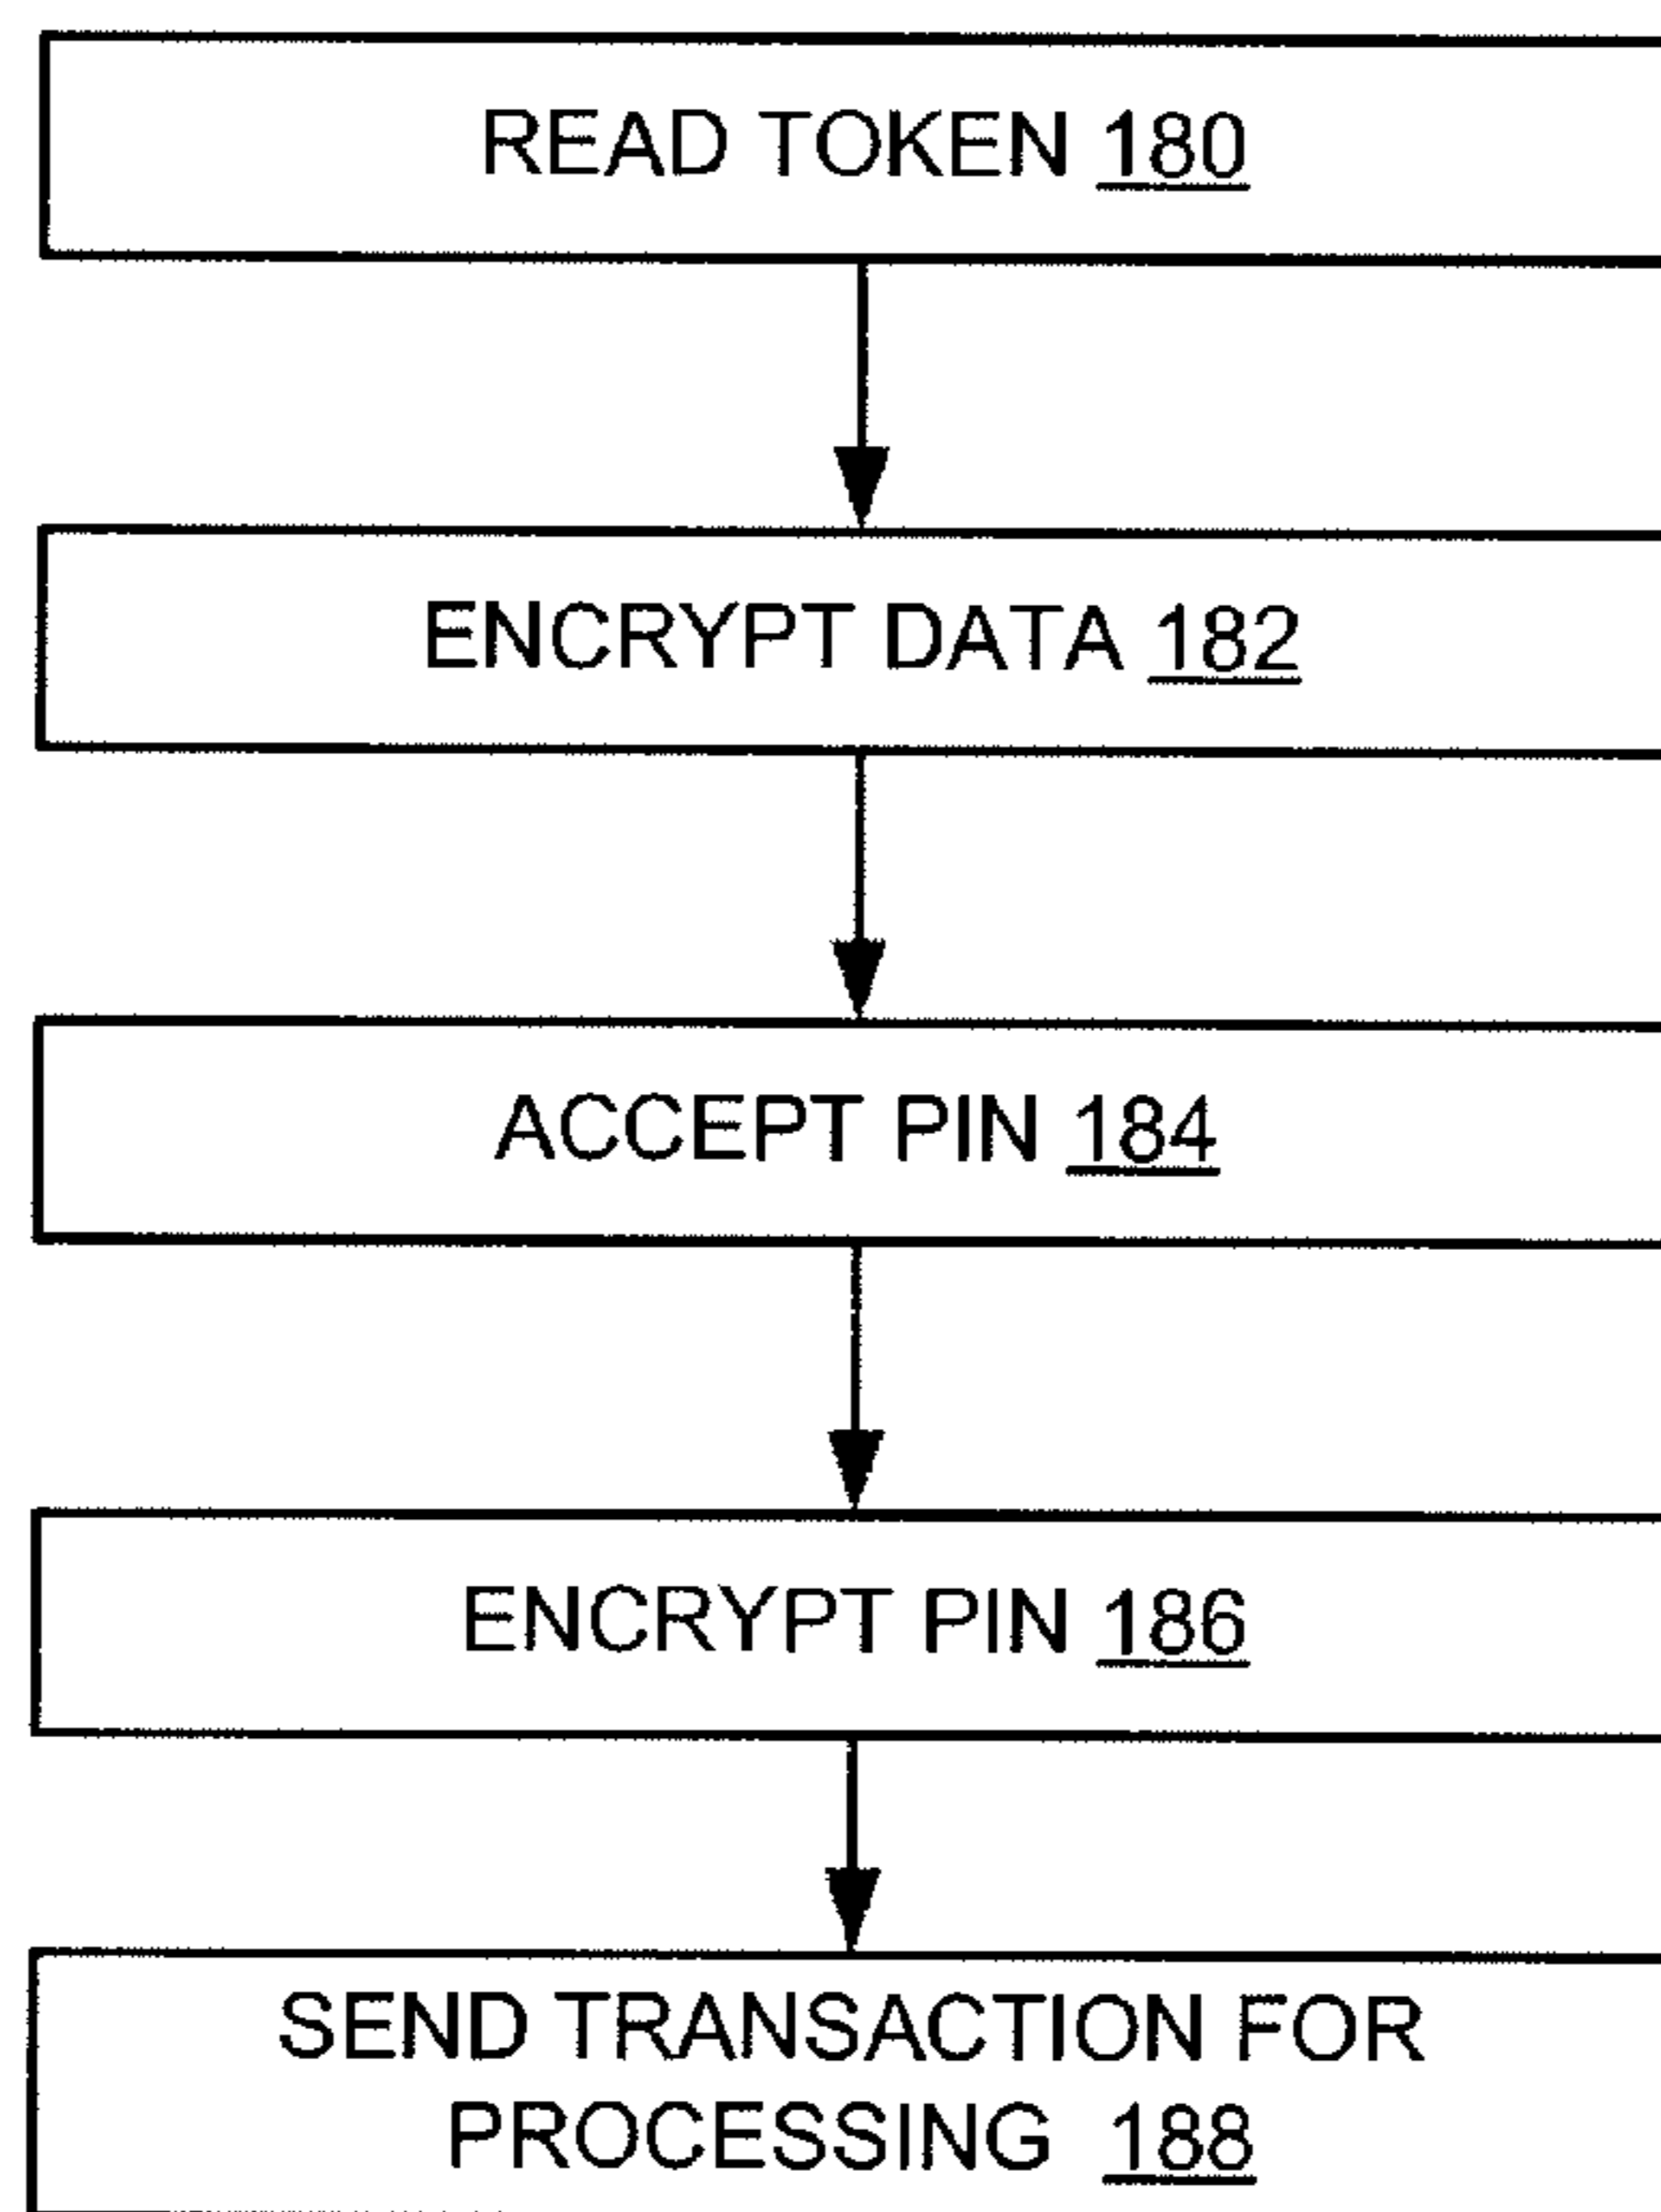 READ TOKEN 180
ENCRYPT DATA 182
ACCEPT PIN 184
ENCRYPT PIN 186
SEND TRANSACTION FOR
PROCESSING 188